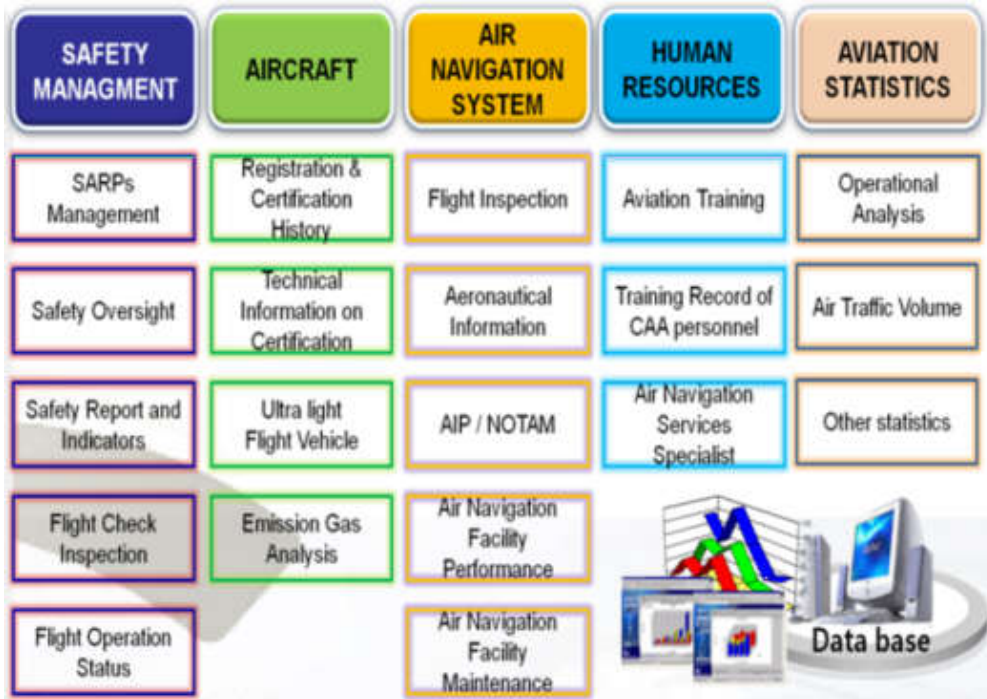 SAFETY
MANAGMENT
AIRCRAFT
AIR
NAVIGATION
SYSTEM
HUMAN
RESOURCES
AVIATION
STATISTICS
SARPs
Management
Registration &
Certification
History
Flight Inspection
Aviation Training
Operational
Analysis
Safety Oversight
Technical
Information on
Certification
Aeronautical
Information
Training Record of
CAA personnel
Air Traffic Volume
Safety Report and
Indicators
Ultra light
Flight Vehicle
AIP / NOTAM
Air Navigation
Services
Specialist
Other statistics
Flight Check
Inspection
Emission Gas
Analysis
Air Navigation
Facility
Performance
Flight Operation
Status
Air Navigation
Facility
Maintenance
Data base